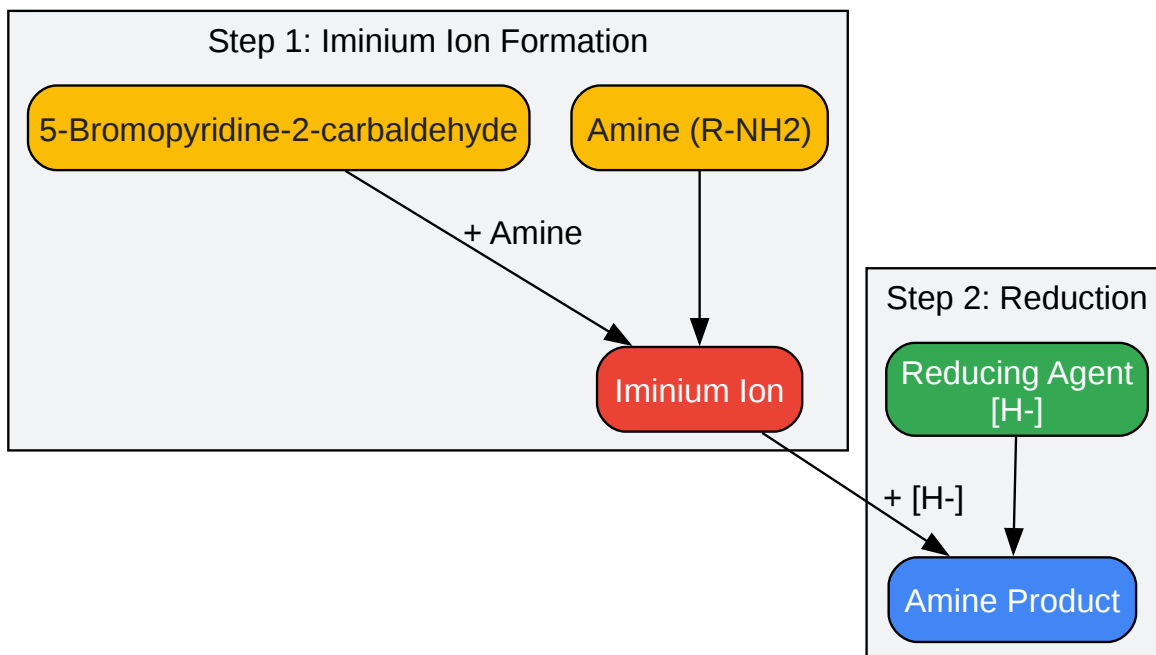 Step 1: Iminium Ion Formation
5-Bromopyridine-2-carbaldehyde
Amine (R-NH2)
+ Amine
Iminium Ion
Step 2: Reduction
Reducing Agent
[H-]
+ [H-]
Amine Product